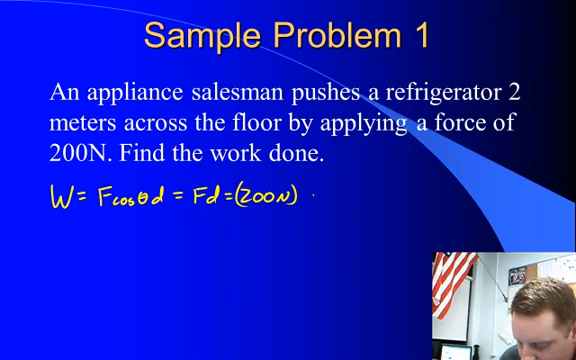 Sample Problem 1
An appliance salesman pushes a refrigerator 2
meters across the floor by applying a force of
200N. Find the work done.
W = F cos θ d = Fd = (200N)